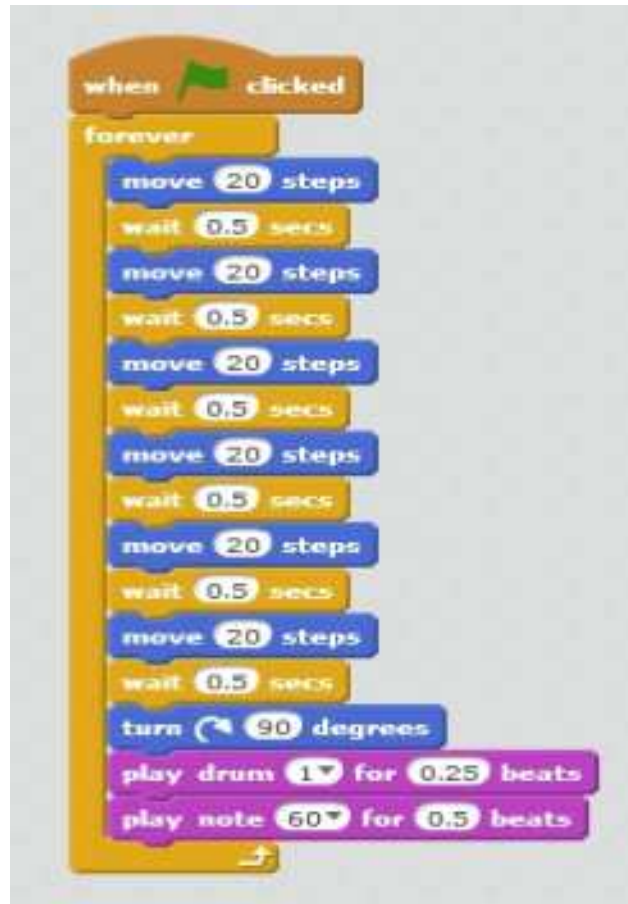 when clicked
forever
move 20 steps
wait 0.5 secs
move 20 steps
wait 0.5 secs
move 20 steps
wait 0.5 secs
move 20 steps
wait 0.5 secs
move 20 steps
wait 0.5 secs
move 20 steps
wait 0.5 secs
turn 90 degrees
play drum 1 for 0.25 beats
play note 60 for 0.5 beats